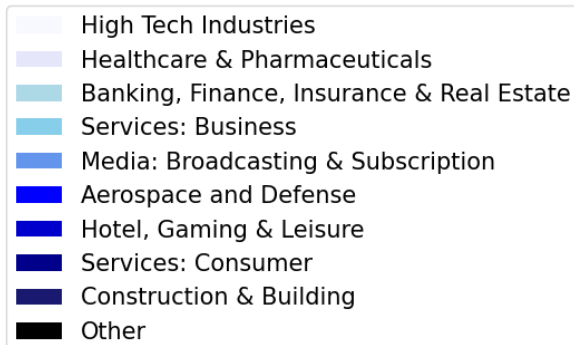 High Tech Industries
Healthcare & Pharmaceuticals
Banking, Finance, Insurance & Real Estate
Services: Business
Media: Broadcasting & Subscription
Aerospace and Defense
Hotel, Gaming & Leisure
Services: Consumer
Construction & Building
Other